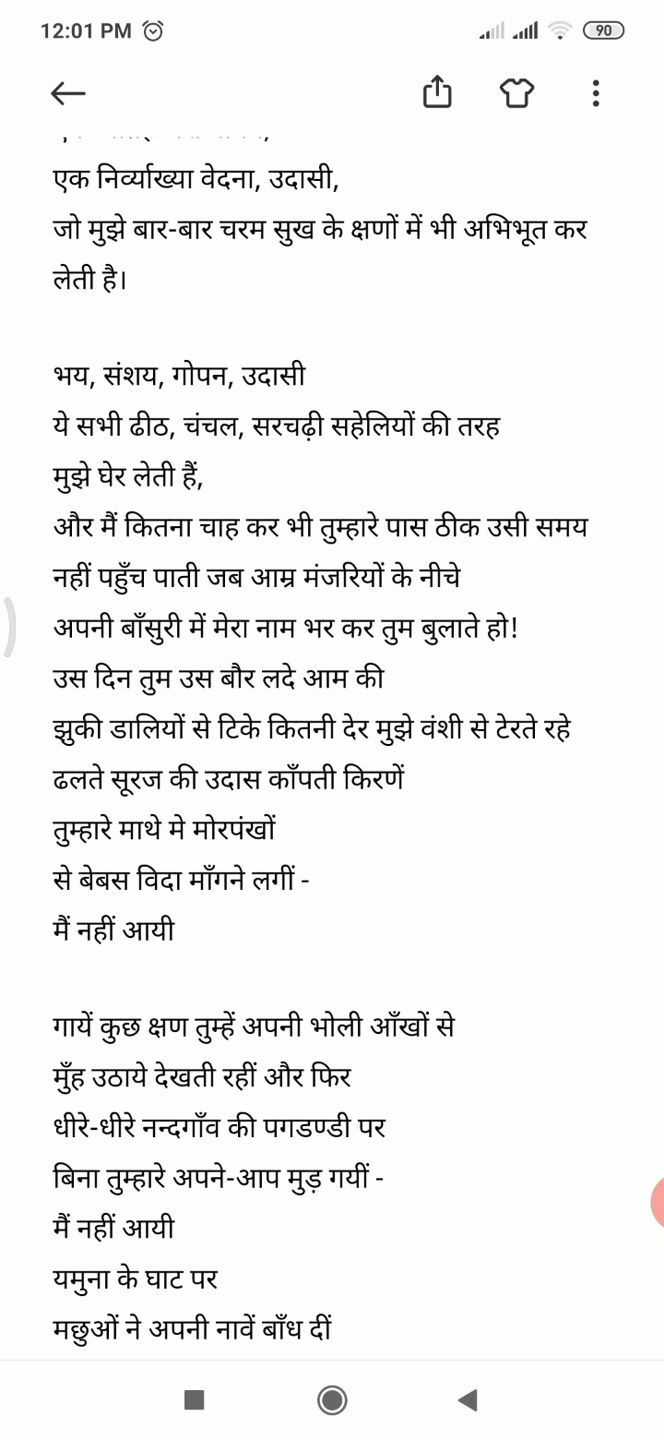 12:01 PM 90
एक निर्व्याख्या वेदना, उदासी,
जो मुझे बार-बार चरम सुख के क्षणों में भी अभिभूत कर
लेती है।
भय, संशय, गोपन, उदासी
ये सभी ढीठ, चंचल, सरचढ़ी सहेलियों की तरह
मुझे घेर लेती हैं,
और मैं कितना चाह कर भी तुम्हारे पास ठीक उसी समय
नहीं पहुँच पाती जब आम्र मंजरियों के नीचे
अपनी बाँसुरी में मेरा नाम भर कर तुम बुलाते हो!
उस दिन तुम उस बौर लदे आम की
झुकी डालियों से टिके कितनी देर मुझे वंशी से टेरते रहे
ढलते सूरज की उदास काँपती किरणें
तुम्हारे माथे मे मोरपंखों
से बेबस विदा माँगने लगीं -
मैं नहीं आयी
गायें कुछ क्षण तुम्हें अपनी भोली आँखों से
मुँह उठाये देखती रहीं और फिर
धीरे-धीरे नन्दगाँव की पगडण्डी पर
बिना तुम्हारे अपने-आप मुड़ गयीं -
मैं नहीं आयी
यमुना के घाट पर
मछुओं ने अपनी नावें बाँध दीं